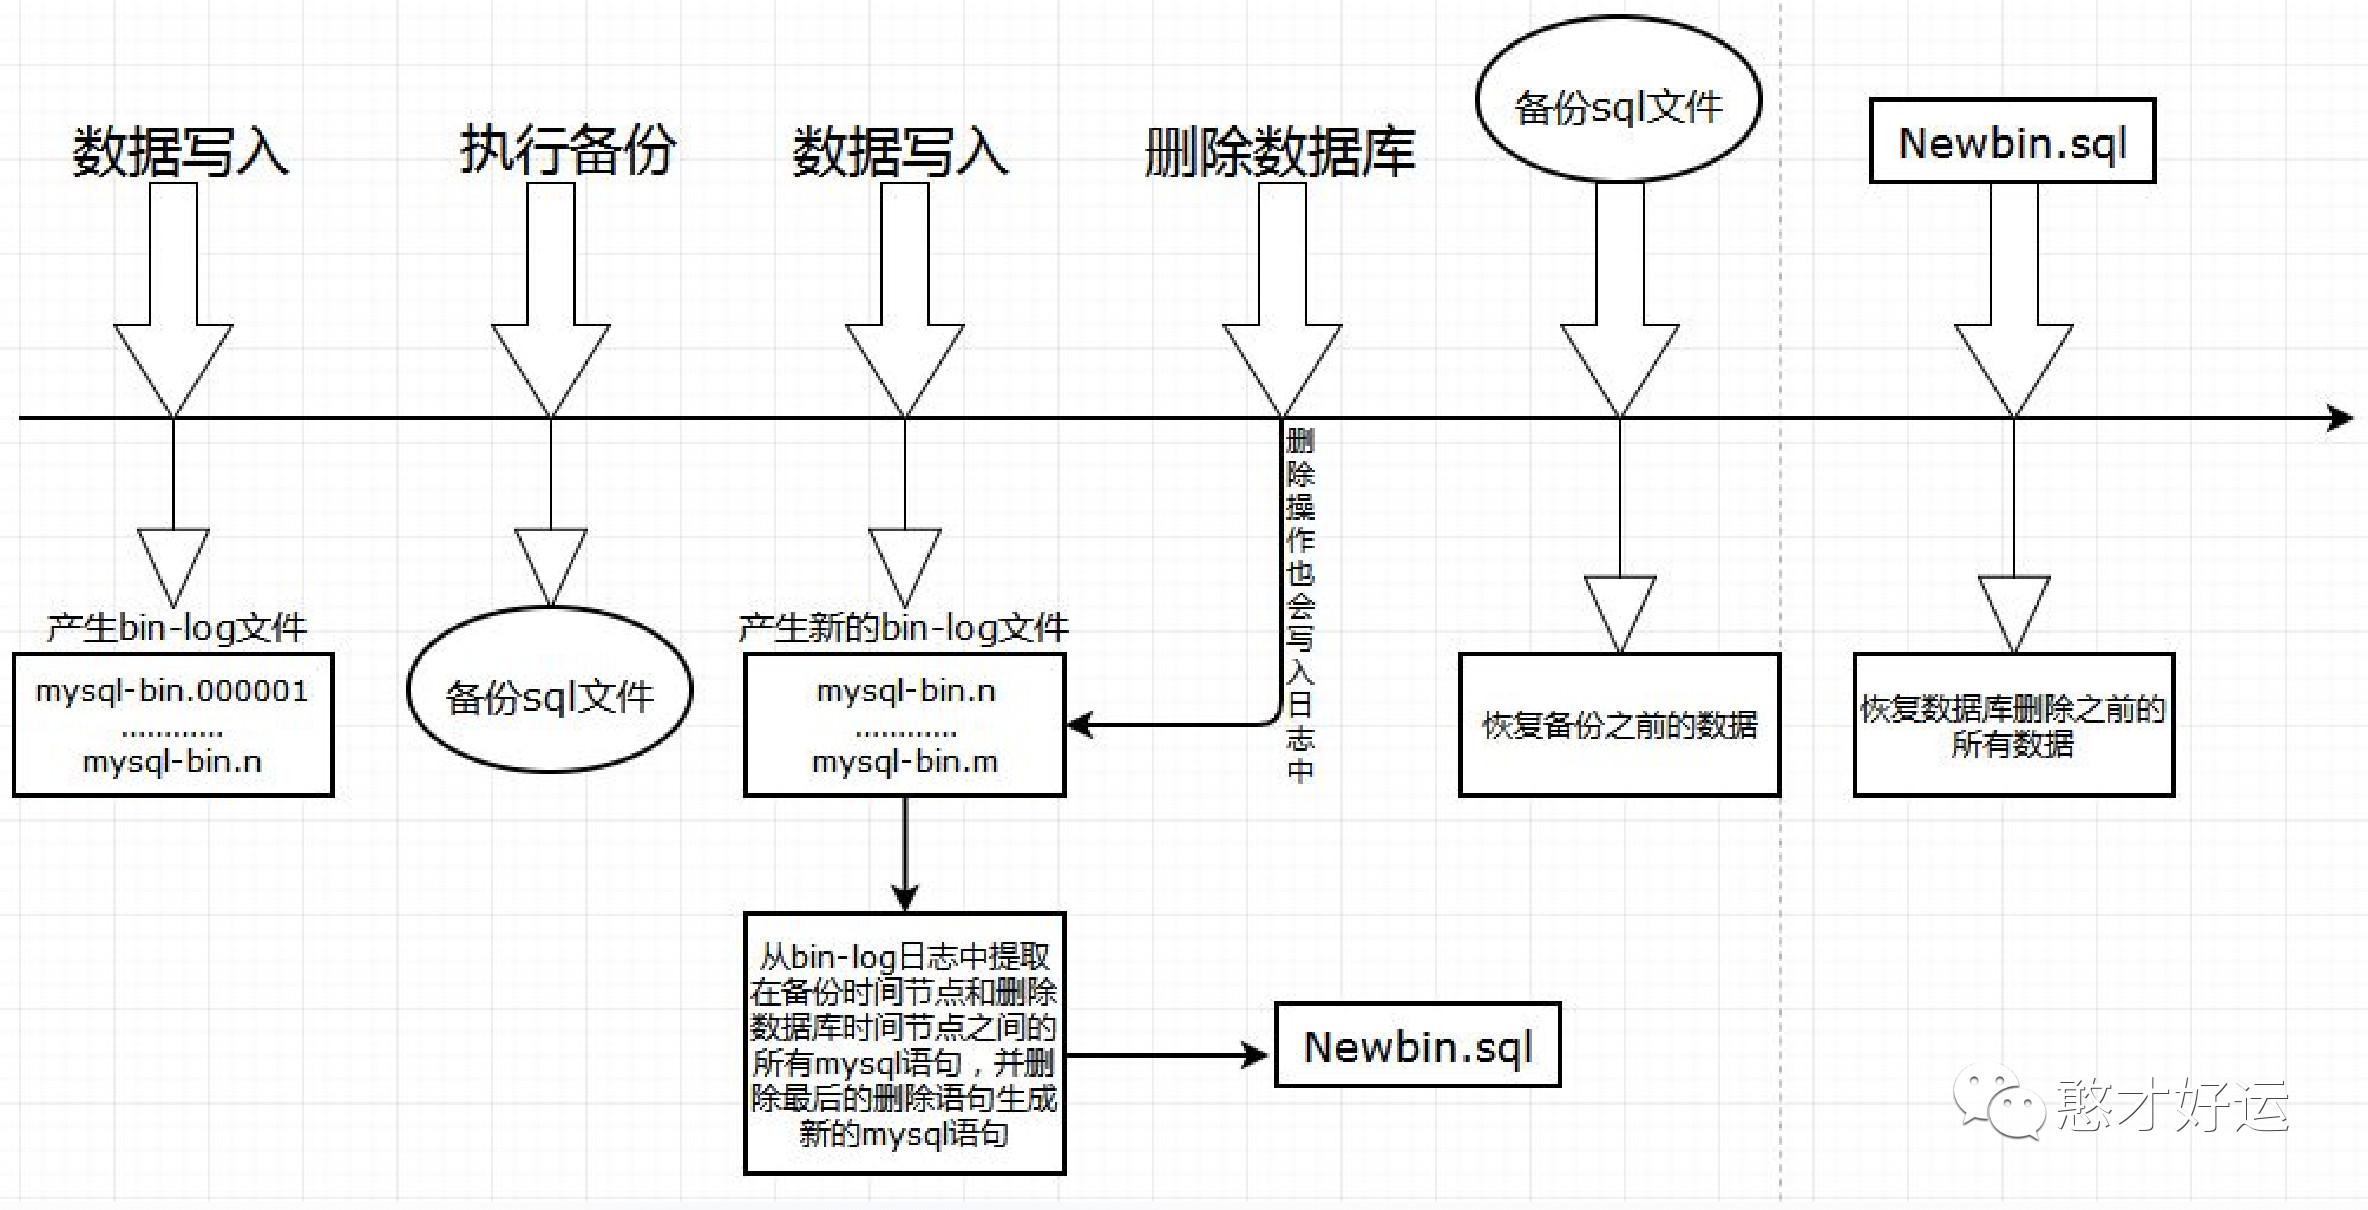 数据写入
执行备份
数据写入
删除数据库
备份sql文件
Newbin.sql
删除操作也会写入日志中
产生bin-log文件
mysql-bin.000001
............
mysql-bin.n
备份sql文件
产生新的bin-log文件
mysql-bin.n
............
mysql-bin.m
恢复备份之前的数据
恢复数据库删除之前的
所有数据
从bin-log日志中提取
在备份时间节点和删除
数据库时间节点之间的
所有mysql语句，并删
除最后的删除语句生成
新的mysql语句
Newbin.sql
憨才好运